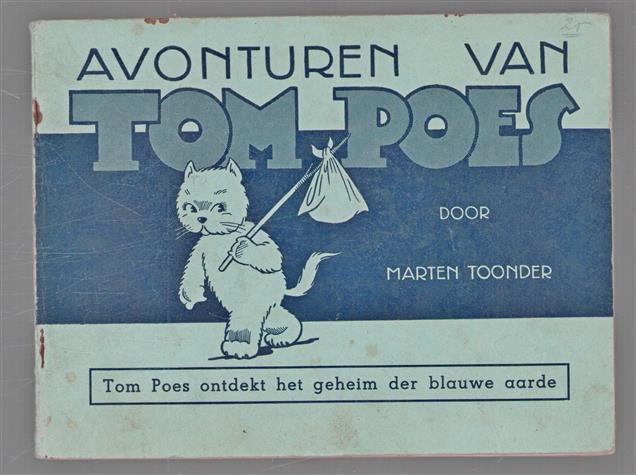 AVONTUREN VAN
TOM POES
DOOR
MARTEN TOONDER
Tom Poes ontdekt het geheim der blauwe aarde